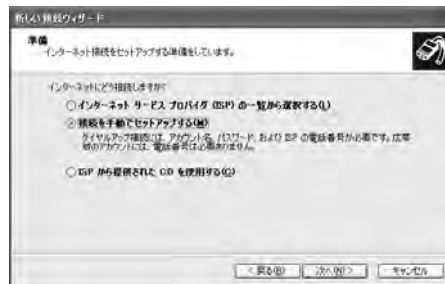 新しい接続ウィザード
準備
インターネット接続をセットアップする準備をしています。
インターネットにどう接続しますか?
インターネット サービス プロバイダ (ISP) の一覧から選択する(L)
接続を手動でセットアップする(M)
ダイヤルアップ接続には、アカウント名、パスワード、および ISP の電話番号が必要です。広帯
域のアカウントには、電話番号は必要ありません。
ISP から提供された CD を使用する(C)
< 戻る(B)
次へ(N) >
キャンセル